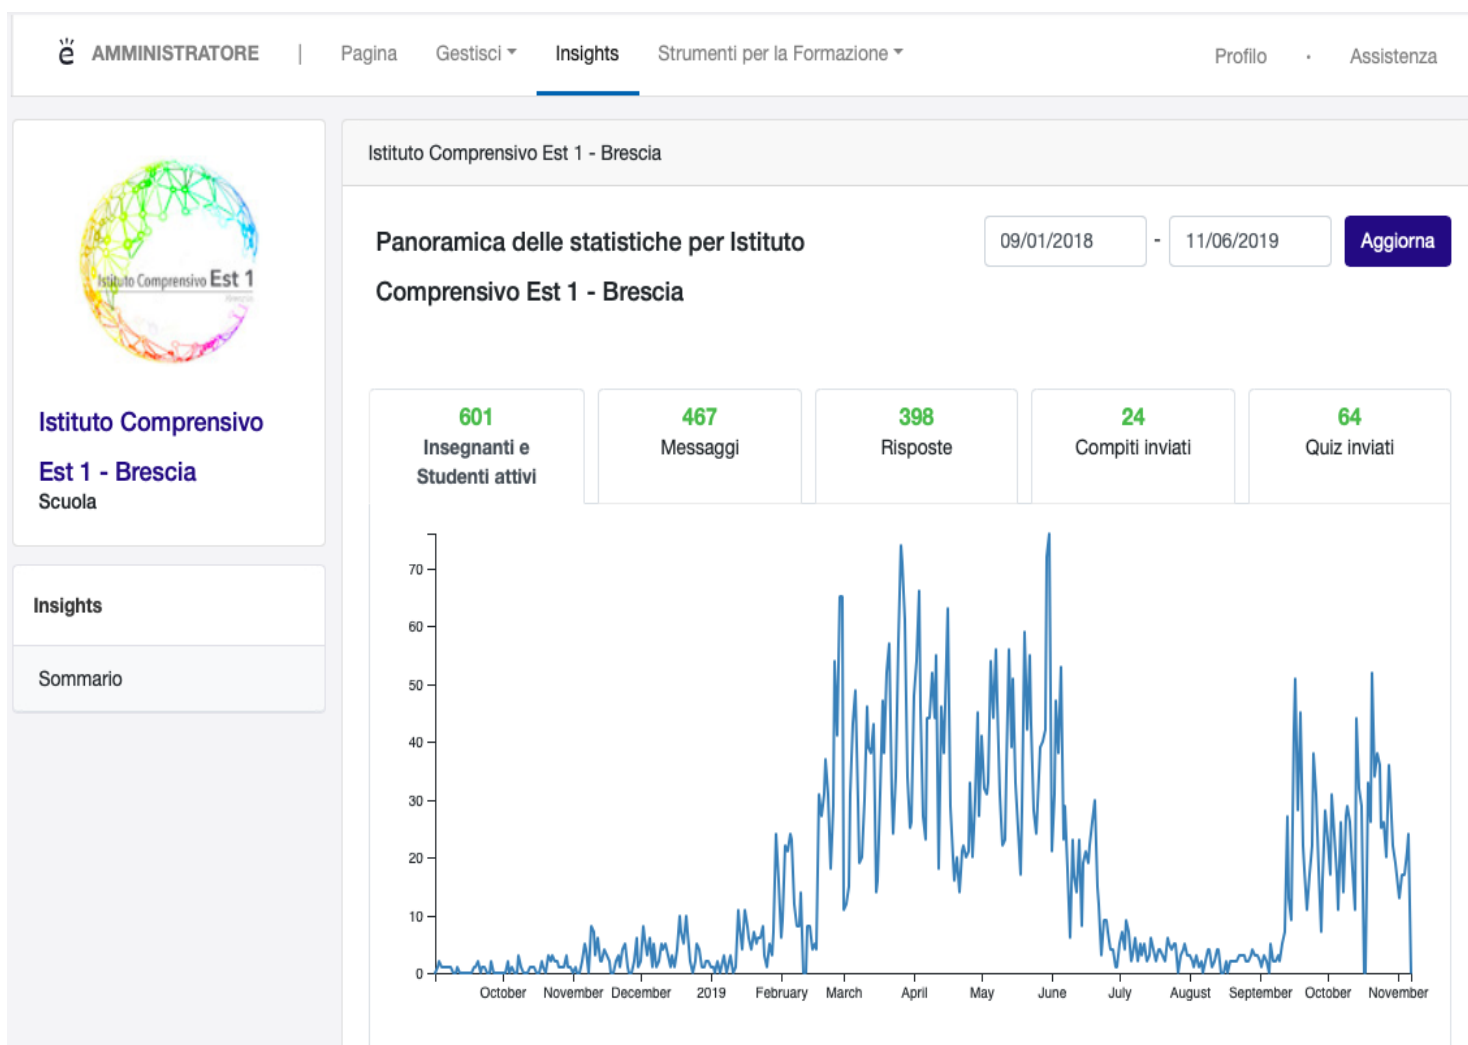 ë AMMINISTRATORE | Pagina Gestisci Insights Strumenti per la Formazione Profilo · Assistenza
Istituto Comprensivo Est 1
Istituto Comprensivo
Est 1 - Brescia
Scuola
Insights
Sommario
Istituto Comprensivo Est 1 - Brescia
Panoramica delle statistiche per Istituto
Comprensivo Est 1 - Brescia
09/01/2018 - 11/06/2019 Aggiorna
601
Insegnanti e
Studenti attivi
467
Messaggi
398
Risposte
24
Compiti inviati
64
Quiz inviati
70
60
50
40
30
20
10
0
October November December 2019 February March April May June July August September October November